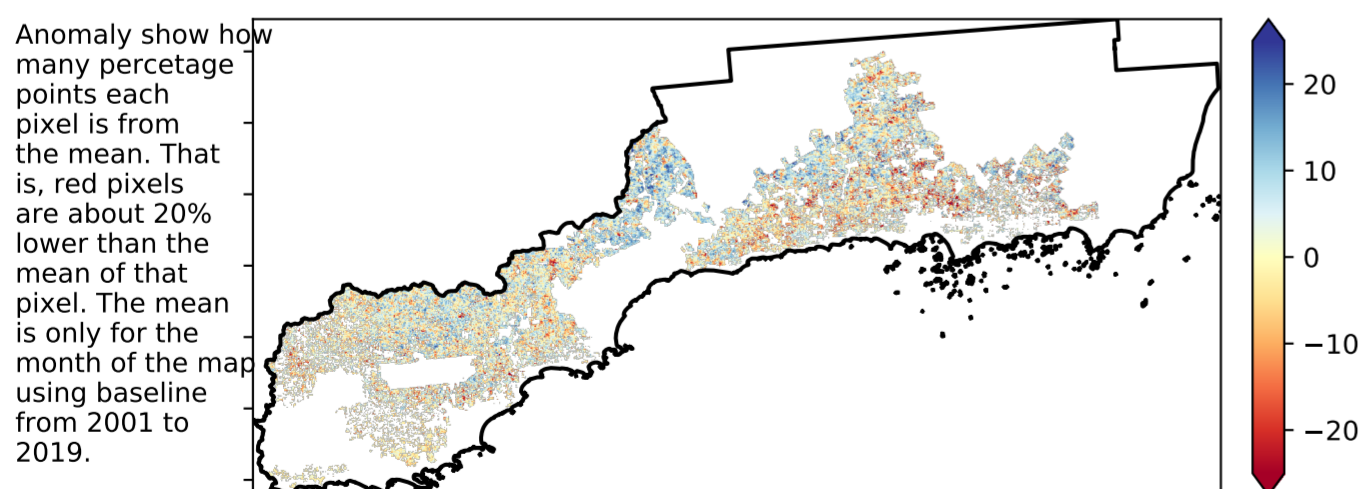 Anomaly show how
many percetage
points each
pixel is from
the mean. That
is, red pixels
are about 20%
lower than the
mean of that
pixel. The mean
is only for the
month of the map
using baseline
from 2001 to
2019.
20
10
0
−10
−20